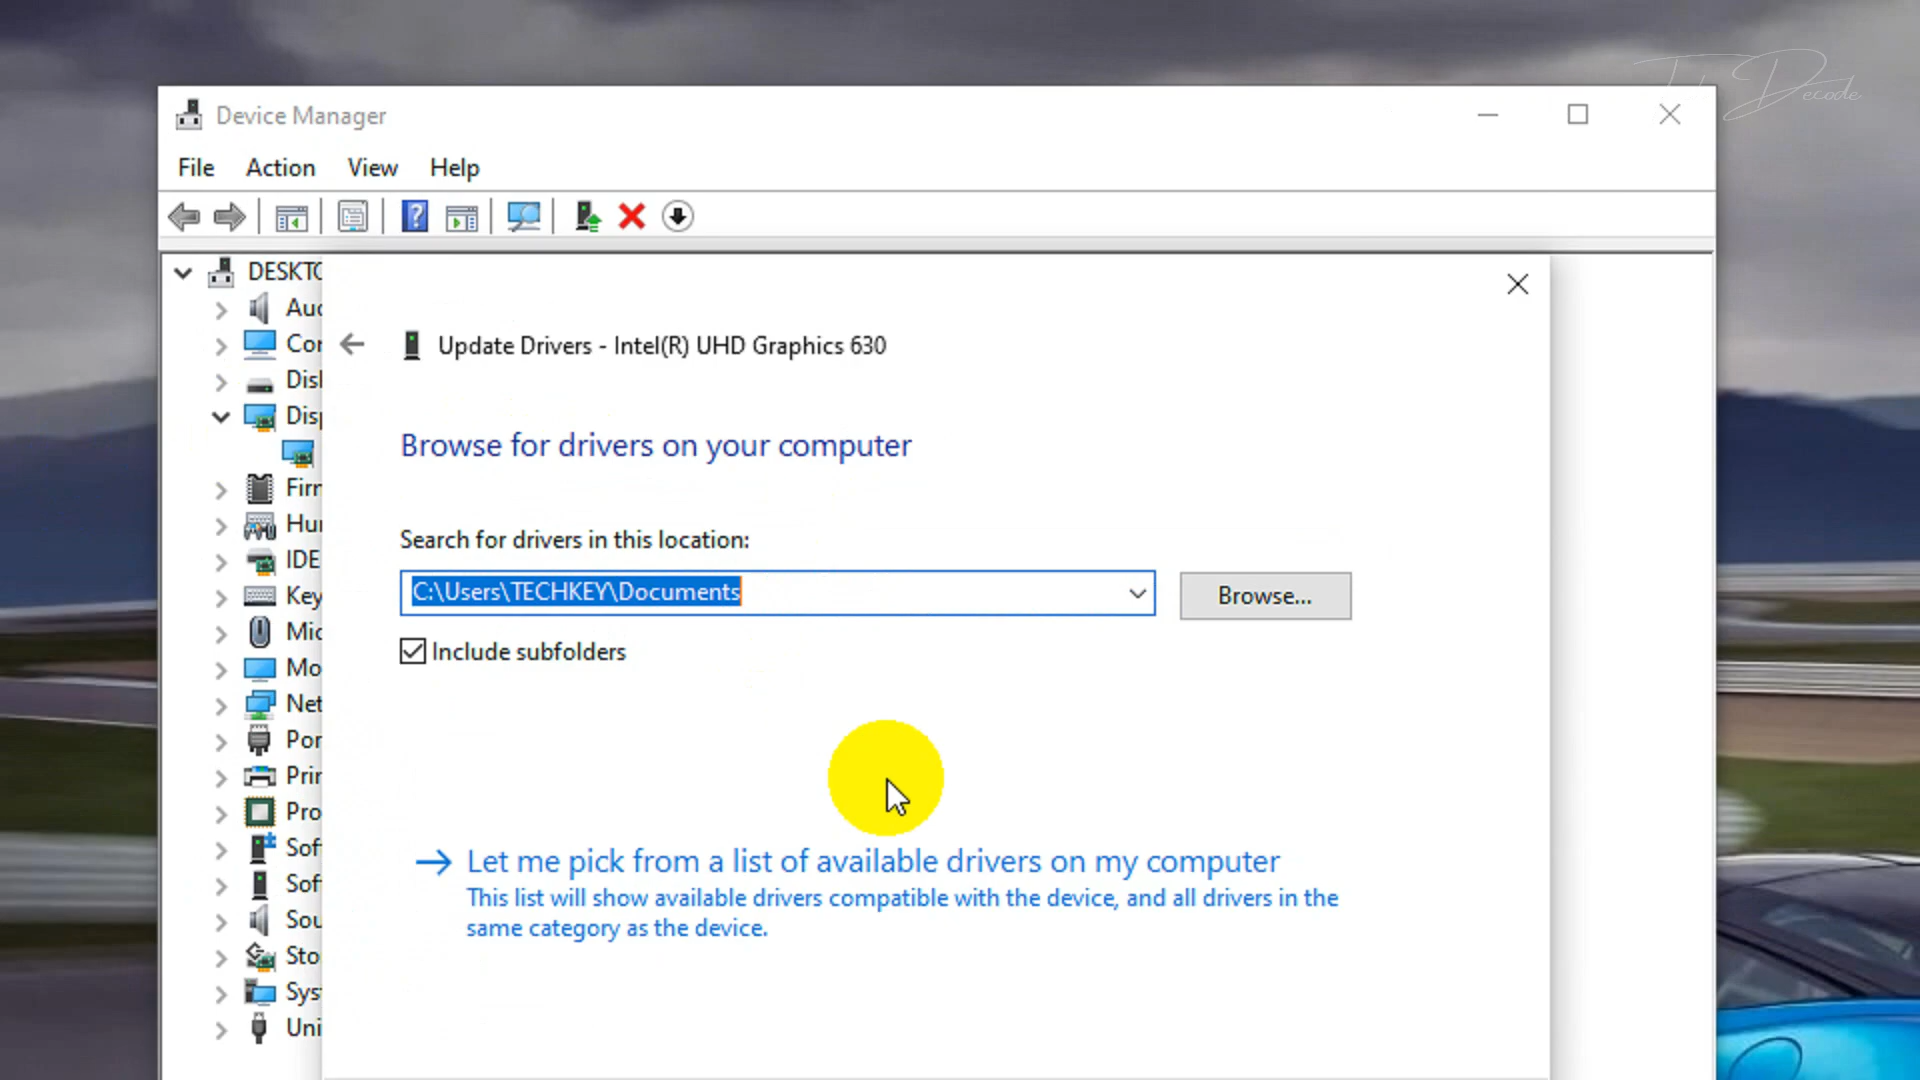 IT Decode
Device Manager
File Action View Help
DESKTO
Aud
Cor
Disk
Disp
Update Drivers - Intel(R) UHD Graphics 630
Browse for drivers on your computer
Firm
Hum
IDE
Search for drivers in this location:
C:\Users\TECHKEY\Documents
Browse...
Key
Mic
Include subfolders
Mo
Net
Por
Prin
Pro
Sof
Let me pick from a list of available drivers on my computer
This list will show available drivers compatible with the device, and all drivers in the
same category as the device.
Sof
Sou
Sto
Sys
Uni